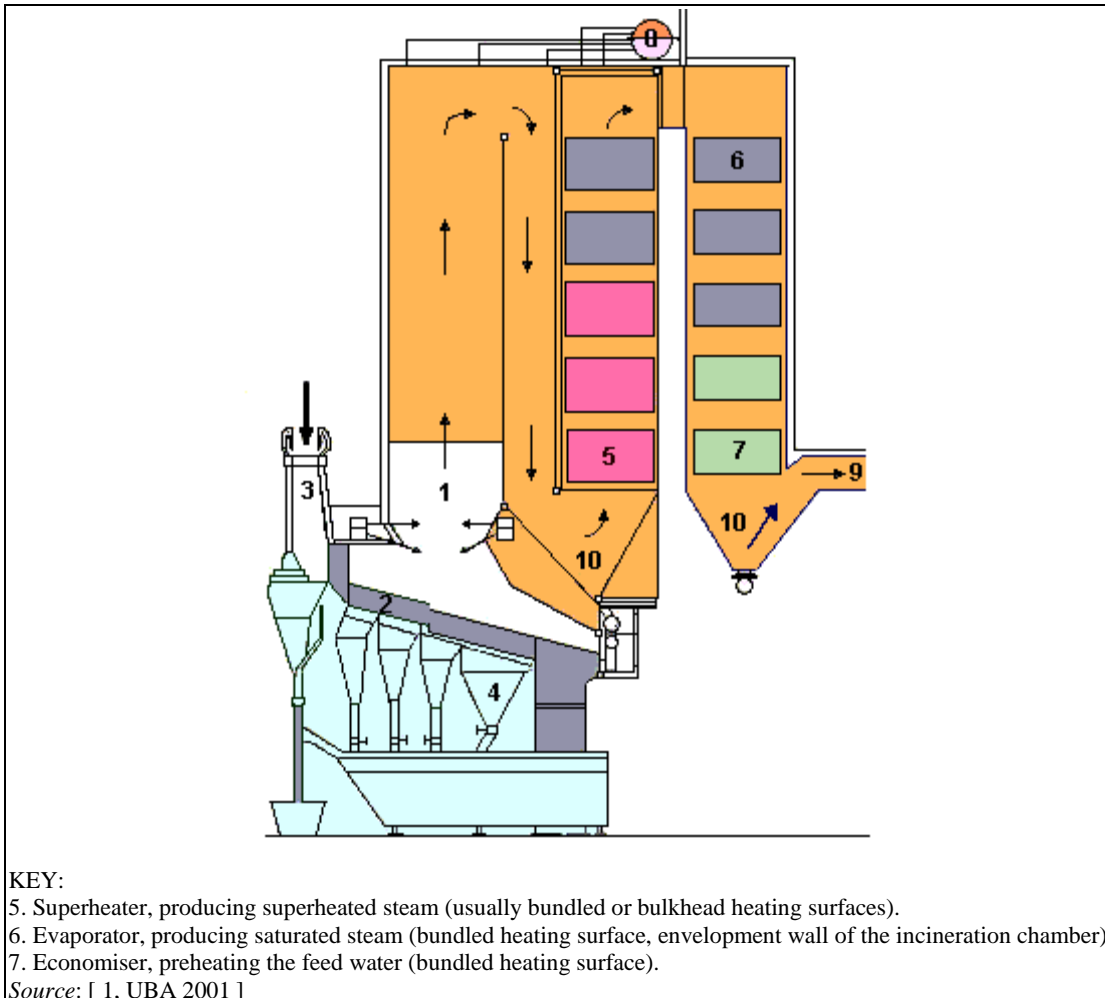 0
6
5
7
9
3
1
10
10
2
4
KEY:
5. Superheater, producing superheated steam (usually bundled or bulkhead heating surfaces).
6. Evaporator, producing saturated steam (bundled heating surface, envelopment wall of the incineration chamber)
7. Economiser, preheating the feed water (bundled heating surface).
Source: [ 1, UBA 2001 ]